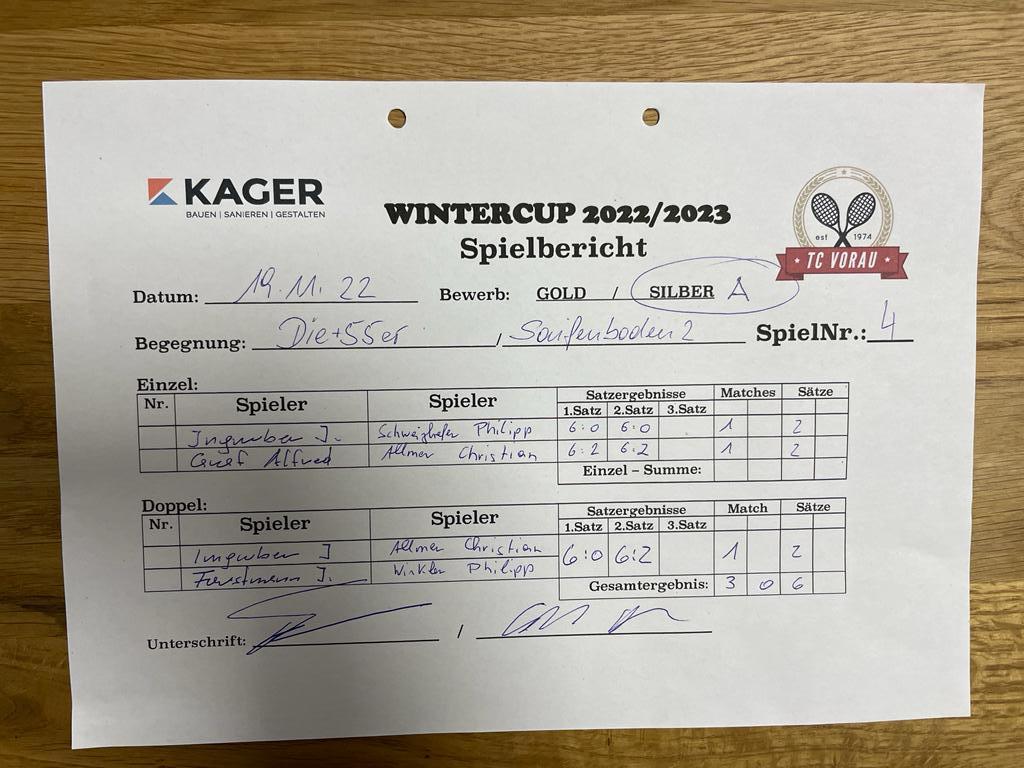 KAGER
BAUEN | SANIEREN | GESTALTEN
WINTERCUP 2022/2023
Spielbericht
est 1974
TC VORAU
Datum: 19.11.22 Bewerb: GOLD / SILBER A
Begegnung: Die +55er / Saifenboden 2 SpielNr.: 4
Einzel:
Nr. Spieler Spieler Satzergebnisse Matches Sätze
1.Satz 2.Satz 3.Satz
J. Philipp 6:0 6:0 1 2
Alfred Allmer Christian 6:2 6:2 1 2
Einzel – Summe:
Doppel:
Nr. Spieler Spieler Satzergebnisse Match Sätze
1.Satz 2.Satz 3.Satz
J Allmer Christian 6:0 6:2 1 2
J. Winkler Philipp
Gesamtergebnis: 3 0 6
Unterschrift: /